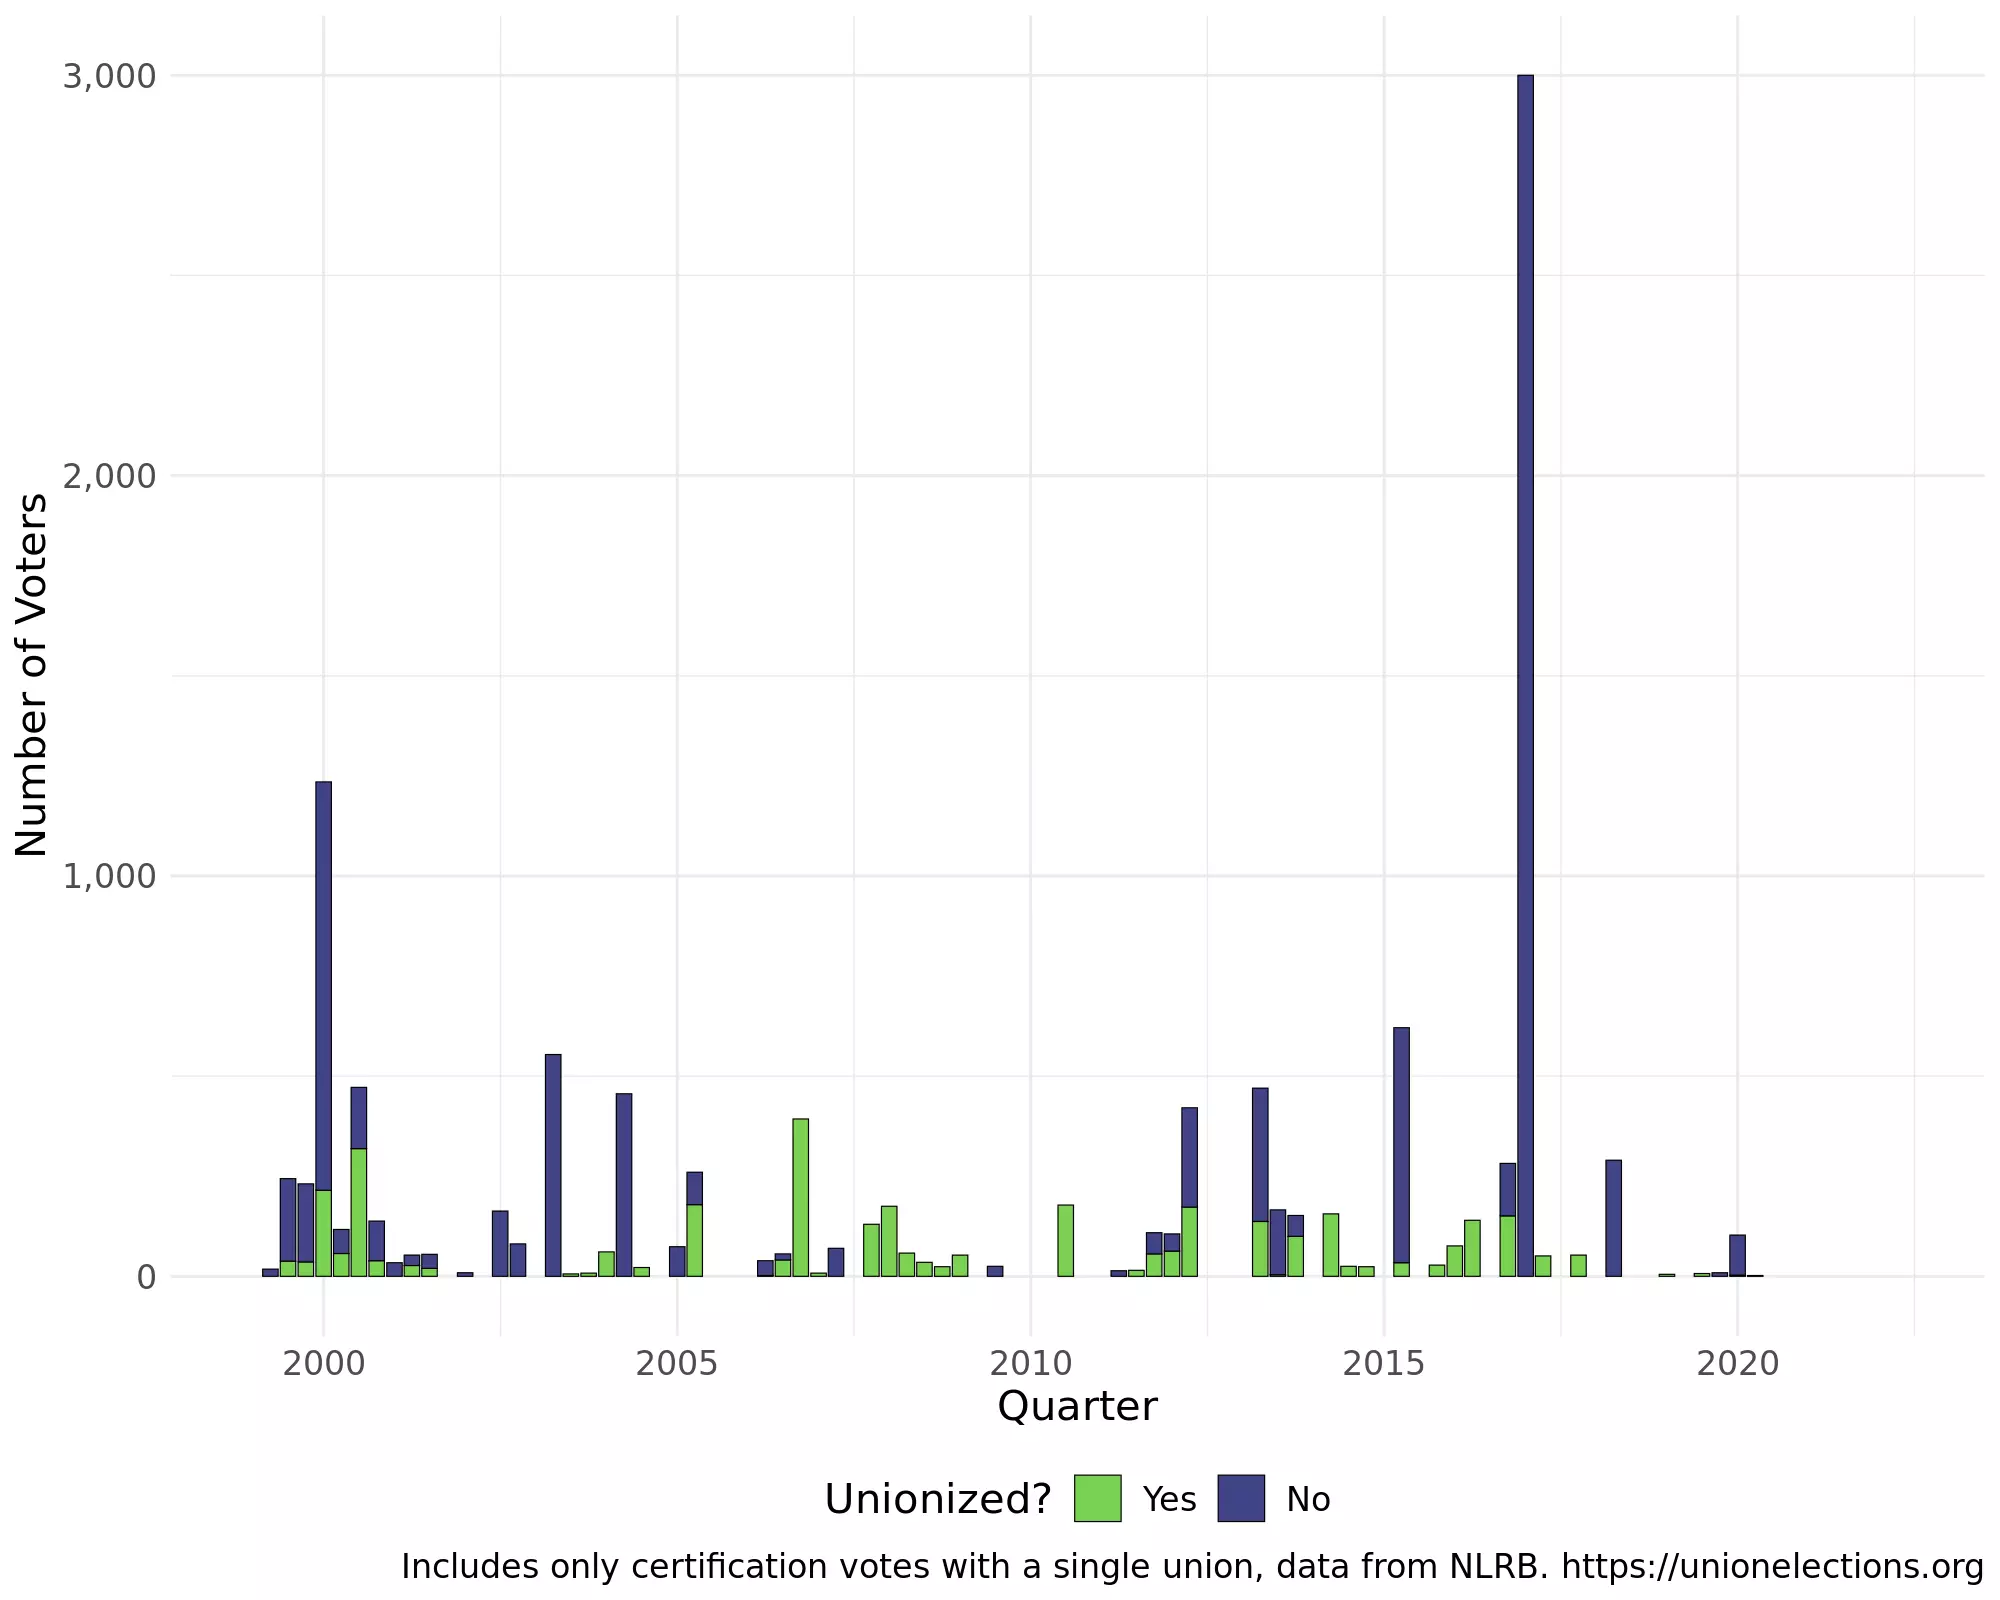 3,000
2,000
1,000
0
Number of Voters
2000 2005 2010 2015 2020
Quarter
Unionized? Yes No
Includes only certification votes with a single union, data from NLRB. https://unionelections.org